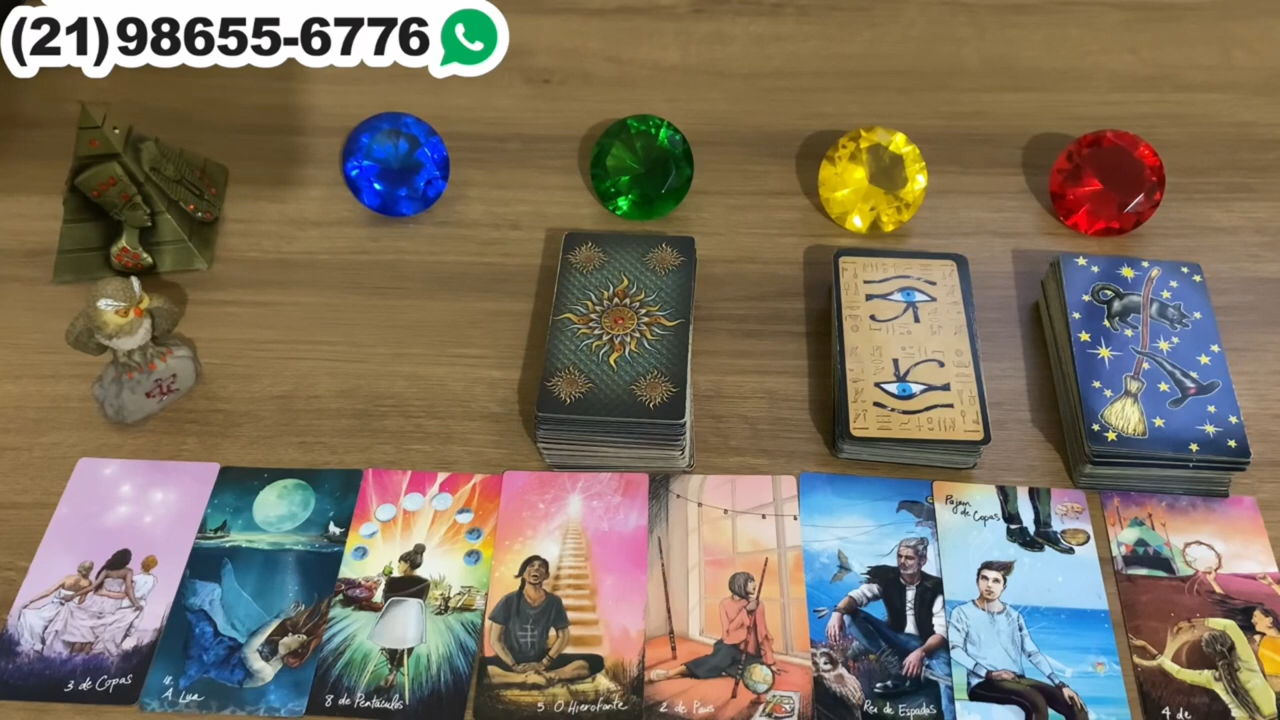 (21)98655-6776
3 de Copas
18.
A Lua
8 de Pentáculos
5 O Hierofante
2 de Paus
Rei de Espadas
Pajem
de Copas
4 de